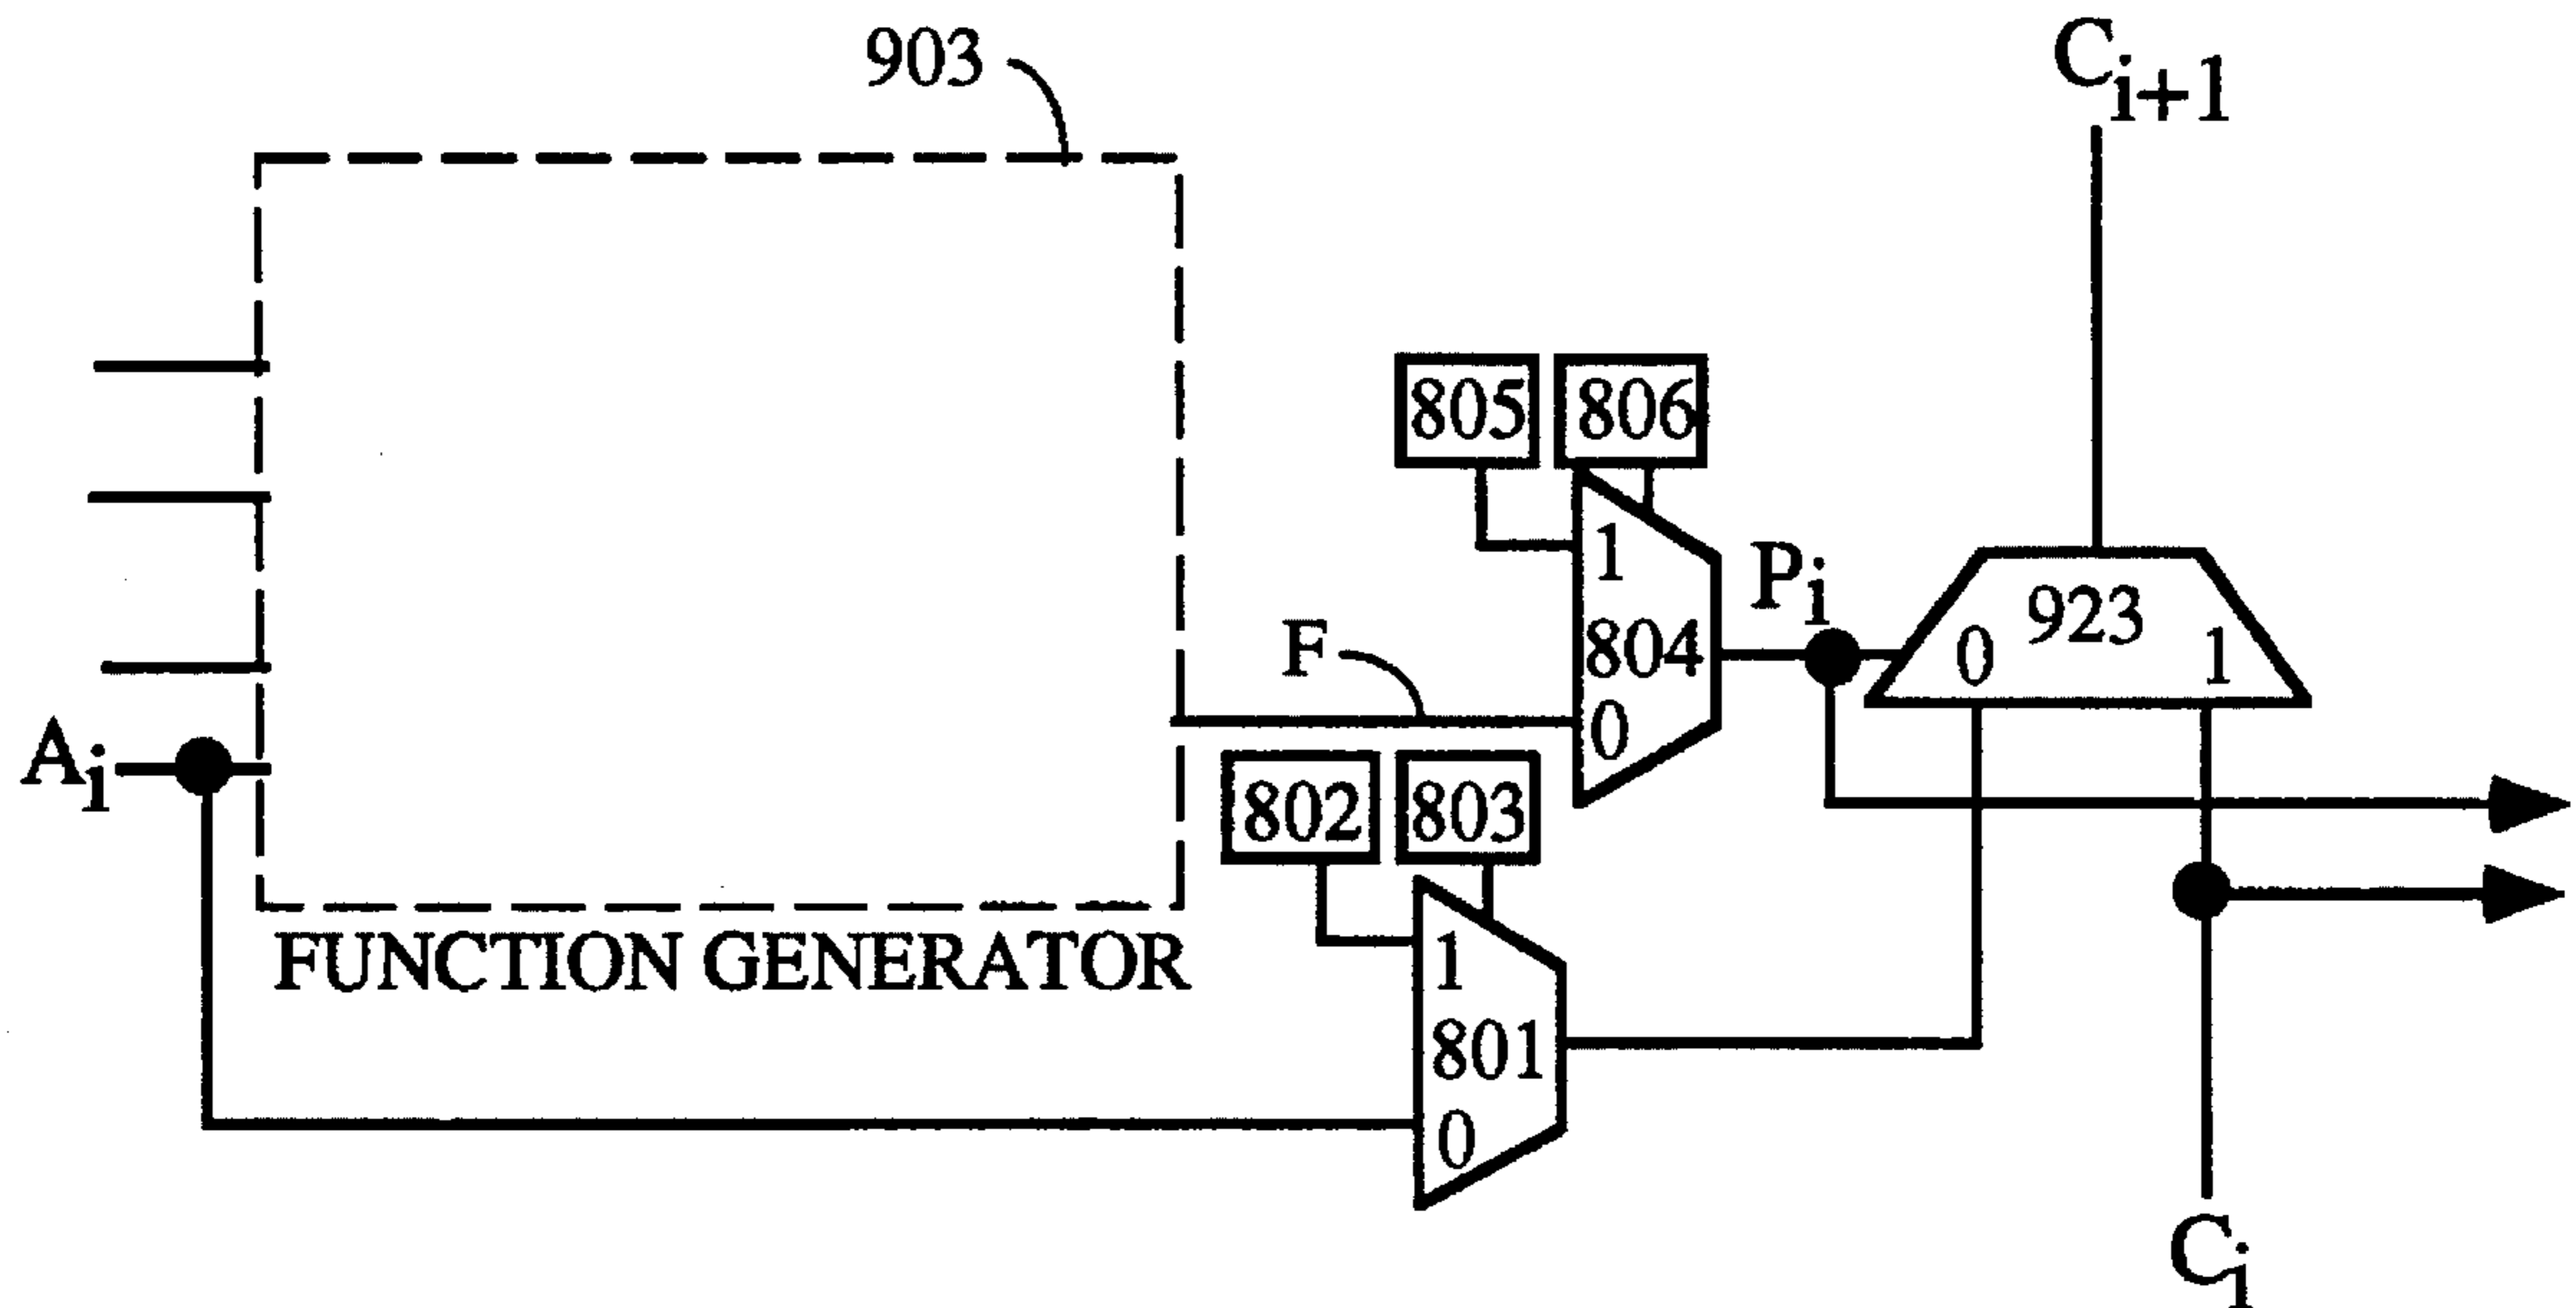 903
C i+1
805 806
1
P i
923
F
804
0 1
0
A i
802 803
FUNCTION GENERATOR
1
801
0
C i